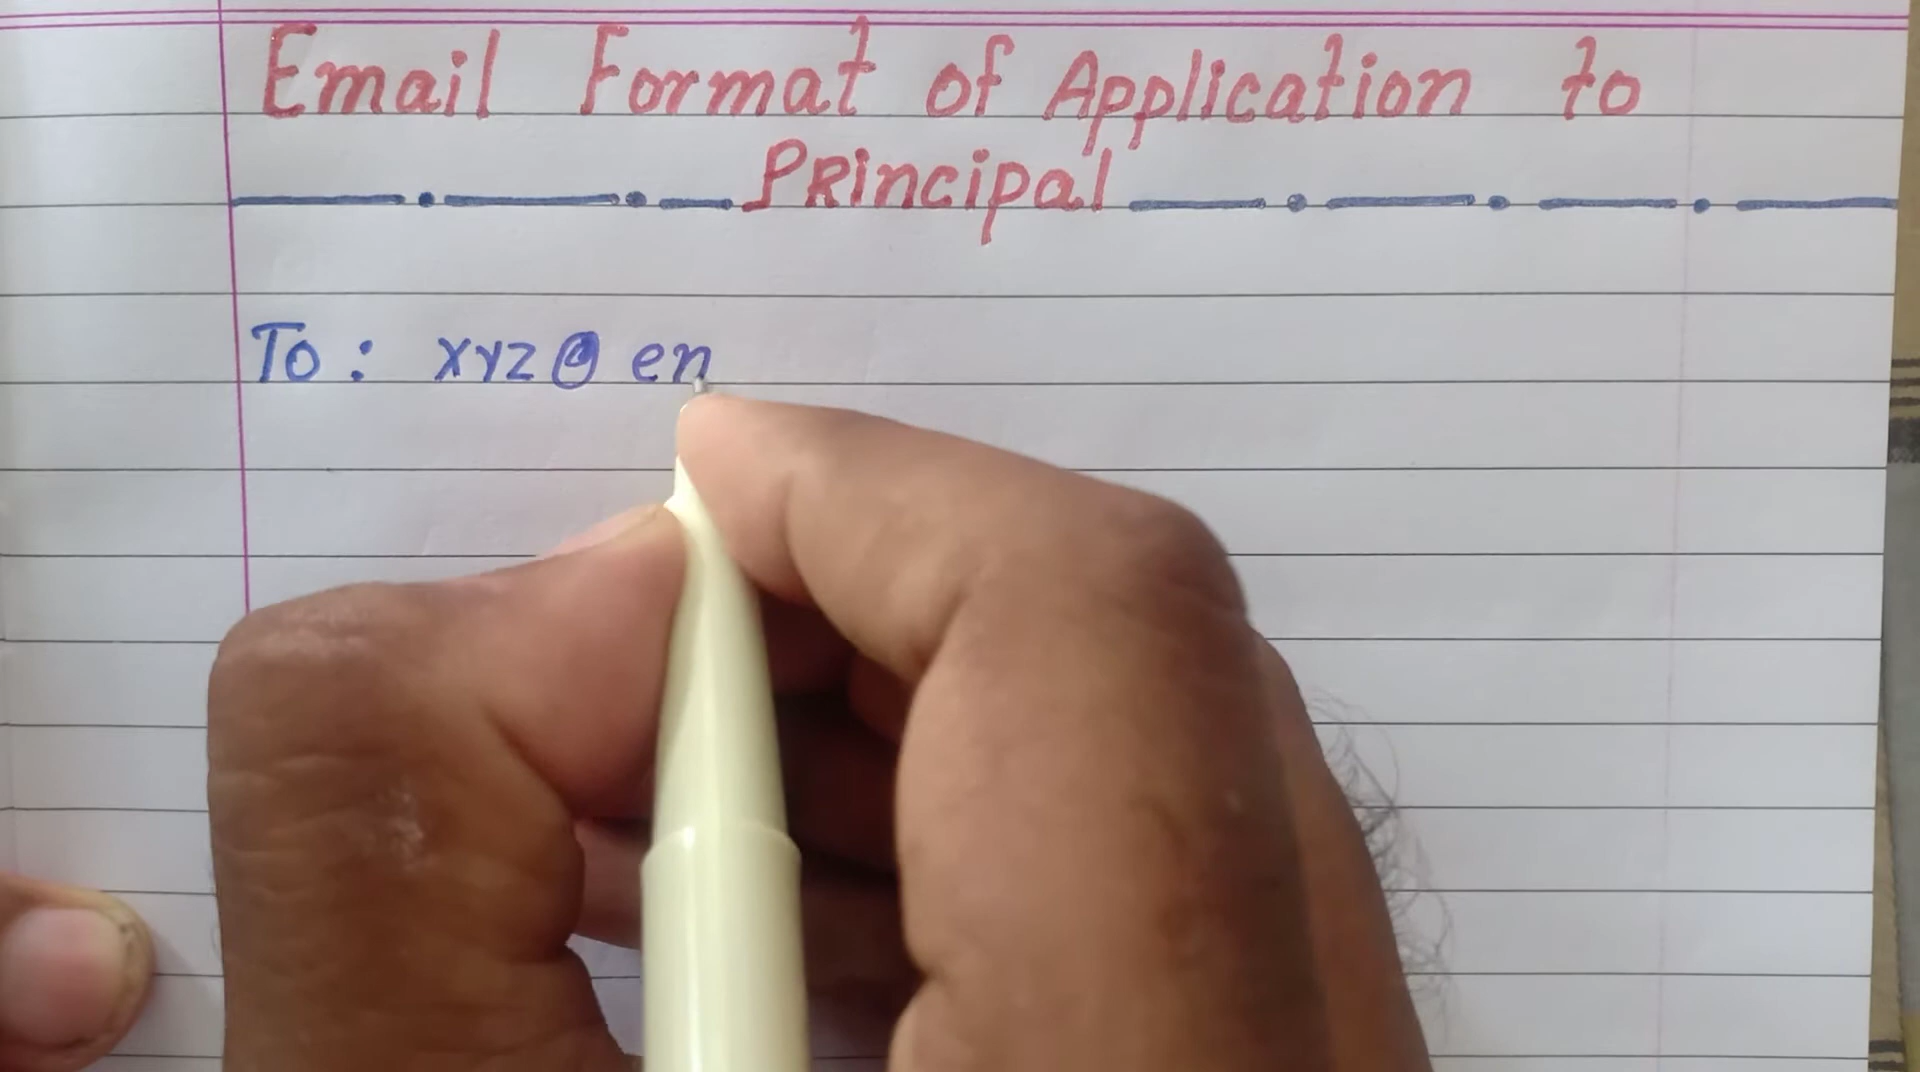 Email Format of Application to
Principal
To : xyz@ en